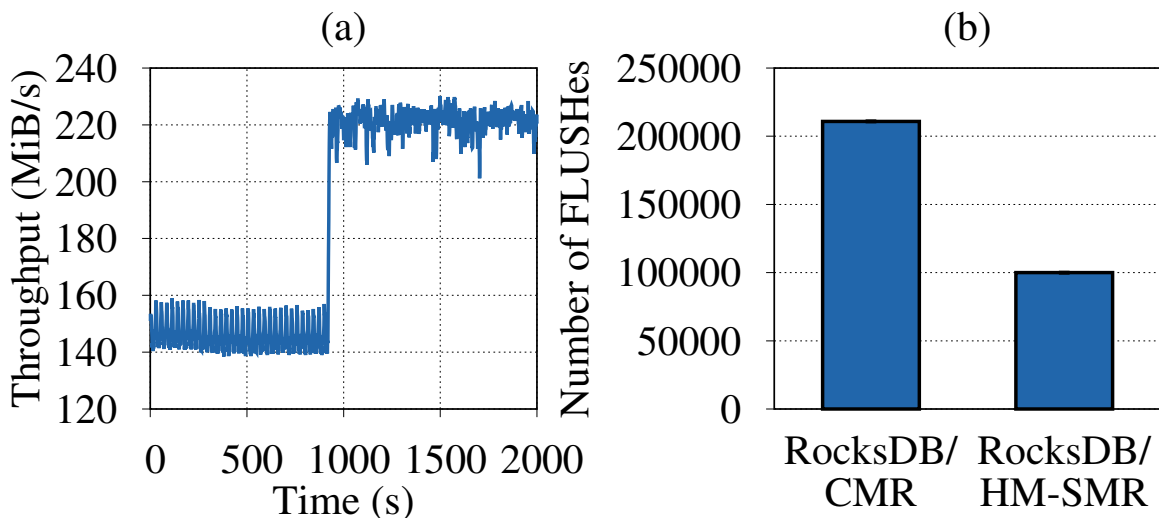 (a)
Throughput (MiB/s)
240
220
200
180
160
140
120
0 500 1000 1500 2000
Time (s)
(b)
Number of FLUSHes
250000
200000
150000
100000
50000
0
RocksDB/
CMR
RocksDB/
HM-SMR